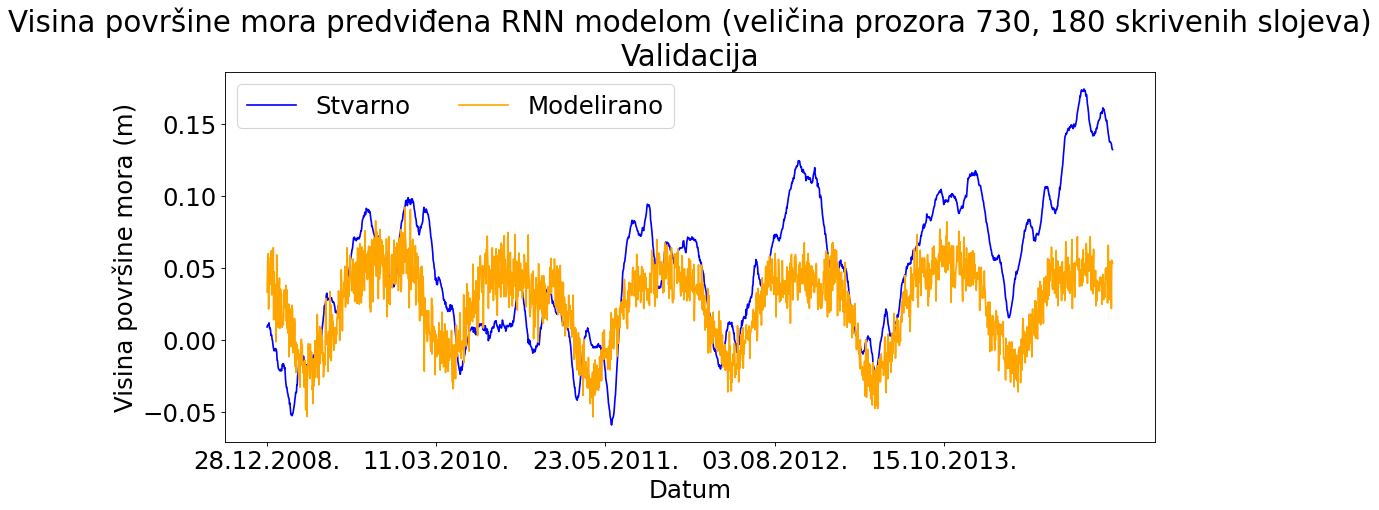 Visina površine mora predviđena RNN modelom (veličina prozora 730, 180 skrivenih slojeva)
Validacija
Stvarno
Modelirano
Visina površine mora (m)
0.15
0.10
0.05
0.00
−0.05
28.12.2008.
11.03.2010.
23.05.2011.
03.08.2012.
15.10.2013.
Datum